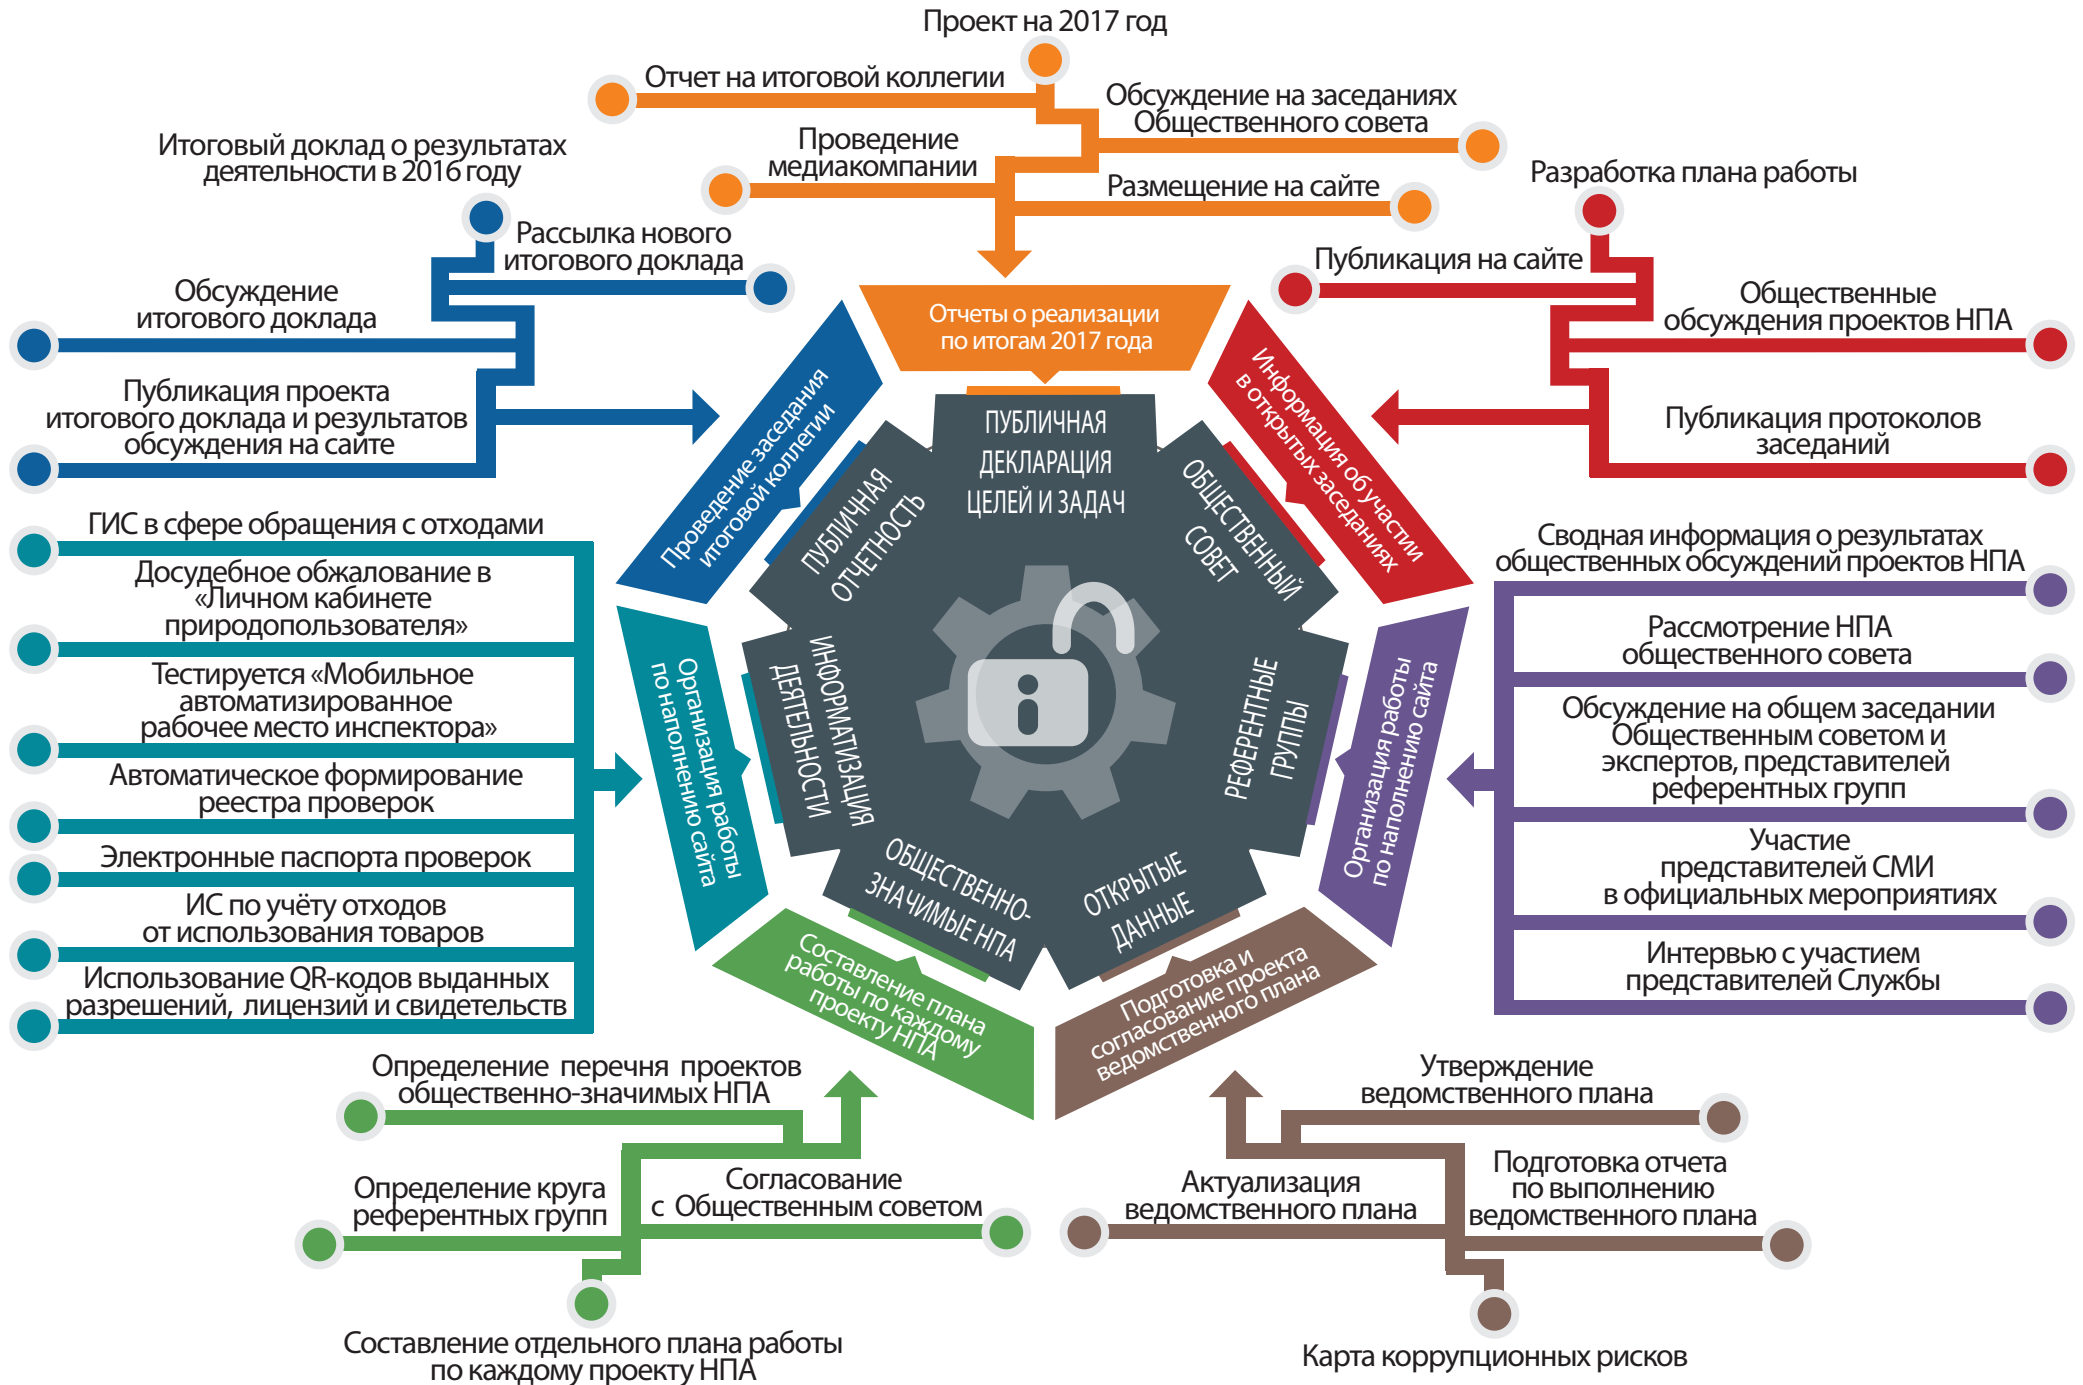 Проект на 2017 год
Отчет на итоговой коллегии
Обсуждение на заседаниях
Общественного совета
Проведение
медиакомпании
Размещение на сайте
Отчеты о реализации
по итогам 2017 года
ПУБЛИЧНАЯ
ДЕКЛАРАЦИЯ
ЦЕЛЕЙ И ЗАДАЧ
Итоговый доклад о результатах
деятельности в 2016 году
Рассылка нового
итогового доклада
Обсуждение
итогового доклада
Публикация проекта
итогового доклада и результатов
обсуждения на сайте
Проведение заседания
итоговой коллегии
ПУБЛИЧНАЯ
ОТЧЕТНОСТЬ
Разработка плана работы
Публикация на сайте
Общественные
обсуждения проектов НПА
Публикация протоколов
заседаний
Информация об участии
в открытых заседаниях
ОБЩЕСТВЕННЫЙ
СОВЕТ
ГИС в сфере обращения с отходами
Досудебное обжалование в
«Личном кабинете
природопользователя»
Тестируется «Мобильное
автоматизированное
рабочее место инспектора»
Автоматическое формирование
реестра проверок
Электронные паспорта проверок
ИС по учёту отходов
от использования товаров
Использование QR-кодов выданных
разрешений, лицензий и свидетельств
Организация работы
по наполнению сайта
ИНФОРМАТИЗАЦИЯ
ДЕЯТЕЛЬНОСТИ
Сводная информация о результатах
общественных обсуждений проектов НПА
Рассмотрение НПА
общественного совета
Обсуждение на общем заседании
Общественным советом и
экспертов, представителей
референтных групп
Участие
представителей СМИ
в официальных мероприятиях
Интервью с участием
представителей Службы
Организация работы
по наполнению сайта
РЕФЕРЕНТНЫЕ
ГРУППЫ
ОБЩЕСТВЕННО-
ЗНАЧИМЫЕ НПА
Составление плана
работы по каждому
проекту НПА
Определение перечня проектов
общественно-значимых НПА
Определение круга
референтных групп
Согласование
с Общественным советом
Составление отдельного плана работы
по каждому проекту НПА
ОТКРЫТЫЕ
ДАННЫЕ
Подготовка и
согласование проекта
ведомственного плана
Утверждение
ведомственного плана
Актуализация
ведомственного плана
Подготовка отчета
по выполнению
ведомственного плана
Карта коррупционных рисков